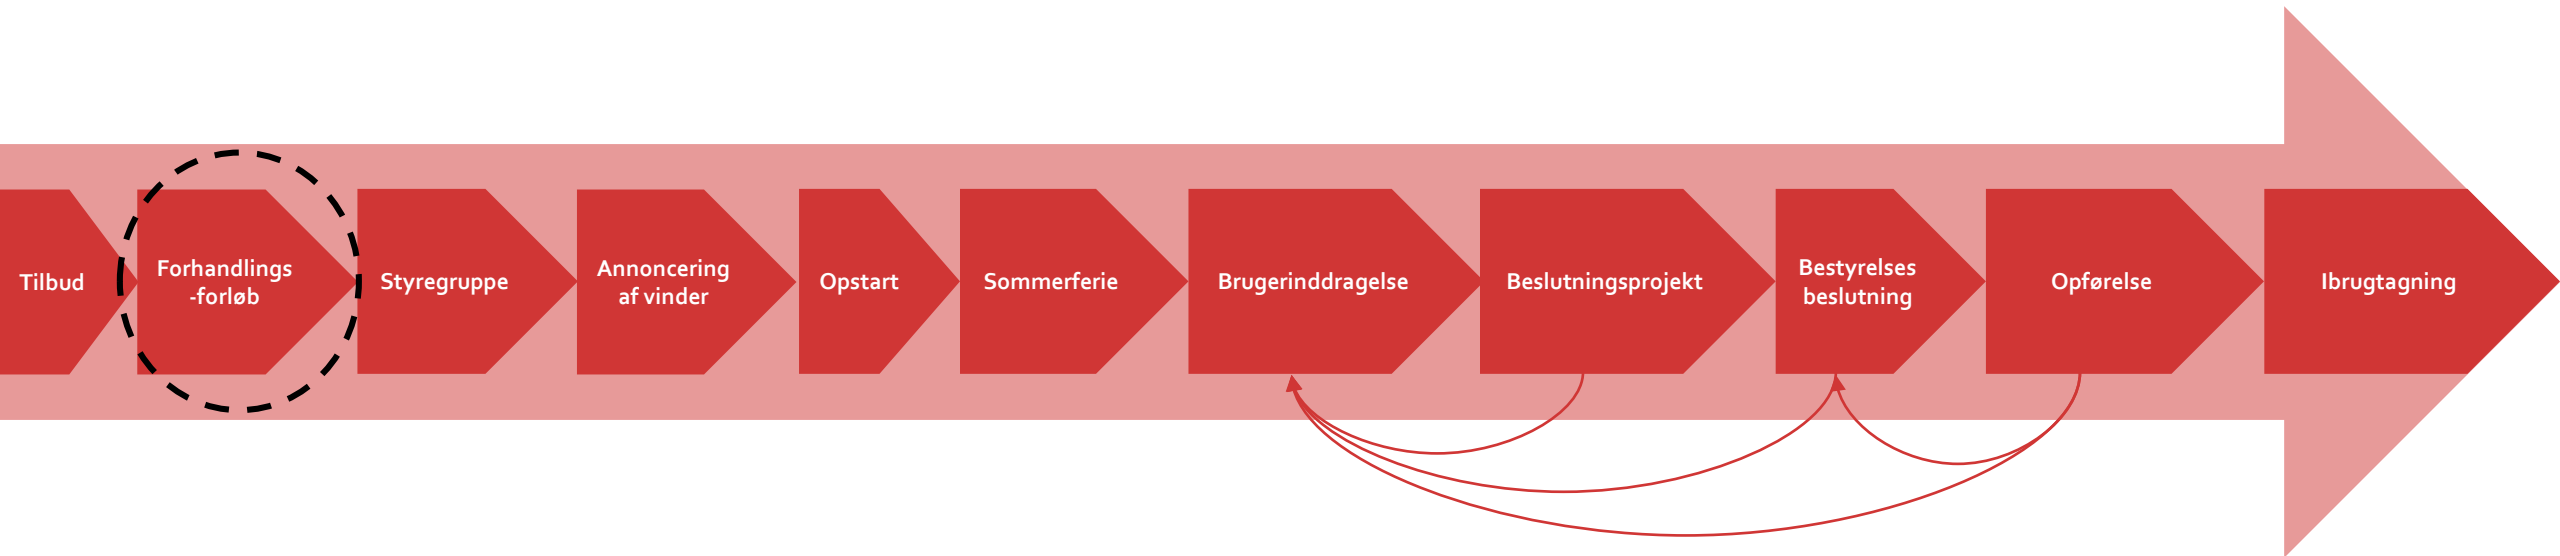 Tilbud
Forhandlings
-forløb
Styregruppe
Annoncering
af vinder
Opstart
Sommerferie
Brugerinddragelse
Beslutningsprojekt
Bestyrelses
beslutning
Opførelse
Ibrugtagning